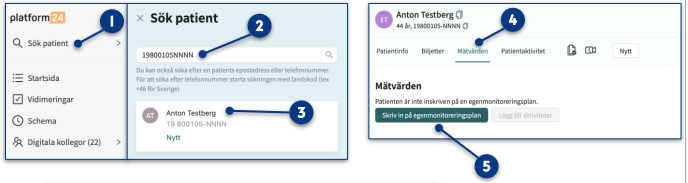 platform24
1
Sök patient
Startsida
Vidimeringar
Schema
Digitala kollegor (22)
× Sök patient
2
19800105NNNN
Du kan också söka efter en patients epostadress eller telefonnummer.
För att söka efter telefonnummer starta sökningen med landskod (tex
+46 för Sverige)
AT
Anton Testberg
3
19 800105-NNNN
Nytt
ET
Anton Testberg
44 år, 19800105-NNNN
4
Patientinfo Biljetter Mätvärden Patientaktivitet Nytt
Mätvärden
Patienten är inte inskriven på en egenmonitoreringsplan.
Skriv in på egenmonitoreringsplan Lägg till aktiviteter
5